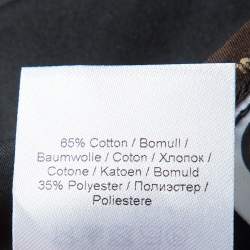 65% Cotton / Bomull /
Baumwolle / Coton / Хлопок /
Cotone / Katoen / Bomuld
35% Polyester / Полиэстер /
Poliestere